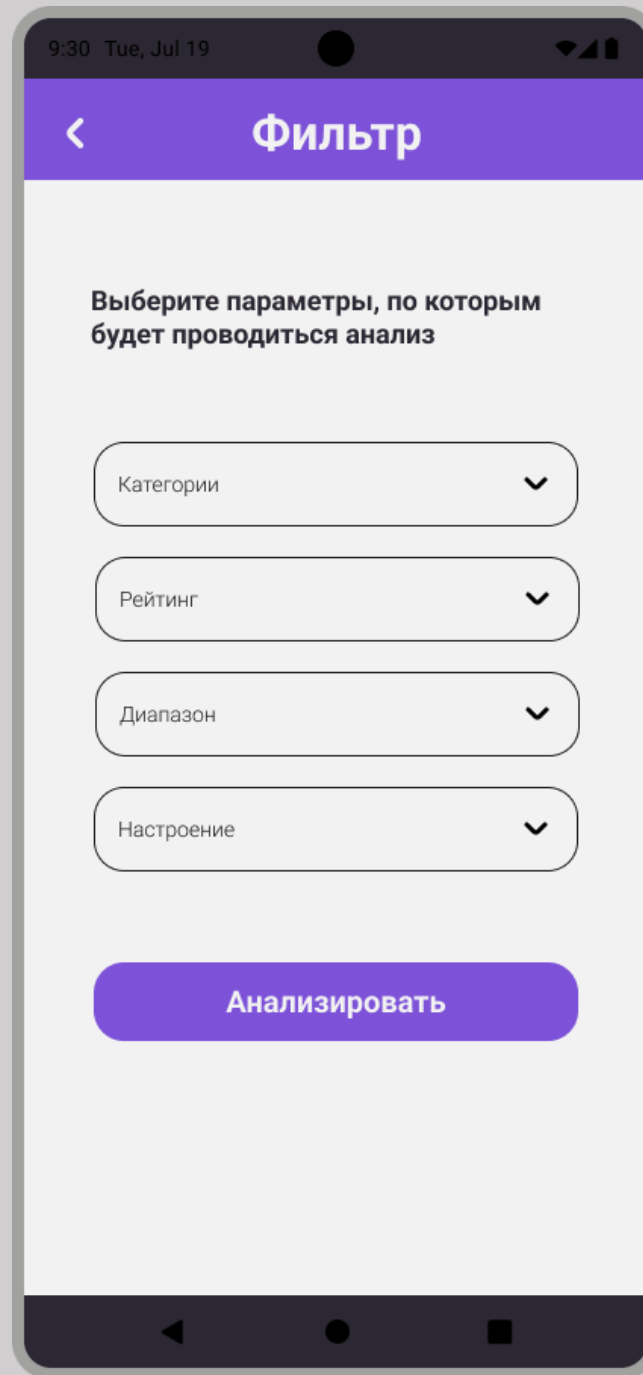 9:30 Tue, Jul 19
Фильтр
Выберите параметры, по которым
будет проводиться анализ
Категории
Рейтинг
Диапазон
Настроение
Анализировать